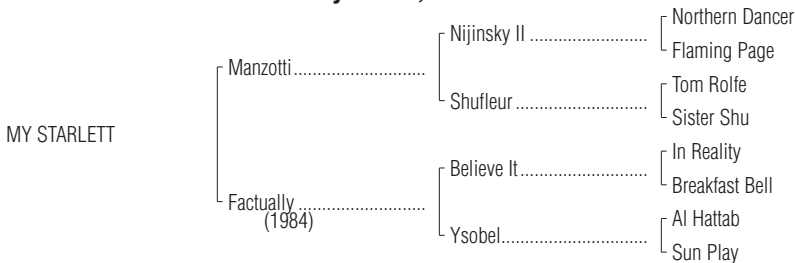 Northern Dancer
Nijinsky II
Flaming Page
Manzotti
Tom Rolfe
Shufleur
Sister Shu
MY STARLETT
In Reality
Believe It
Breakfast Bell
Factually
(1984)
Al Hattab
Ysobel
Sun Play